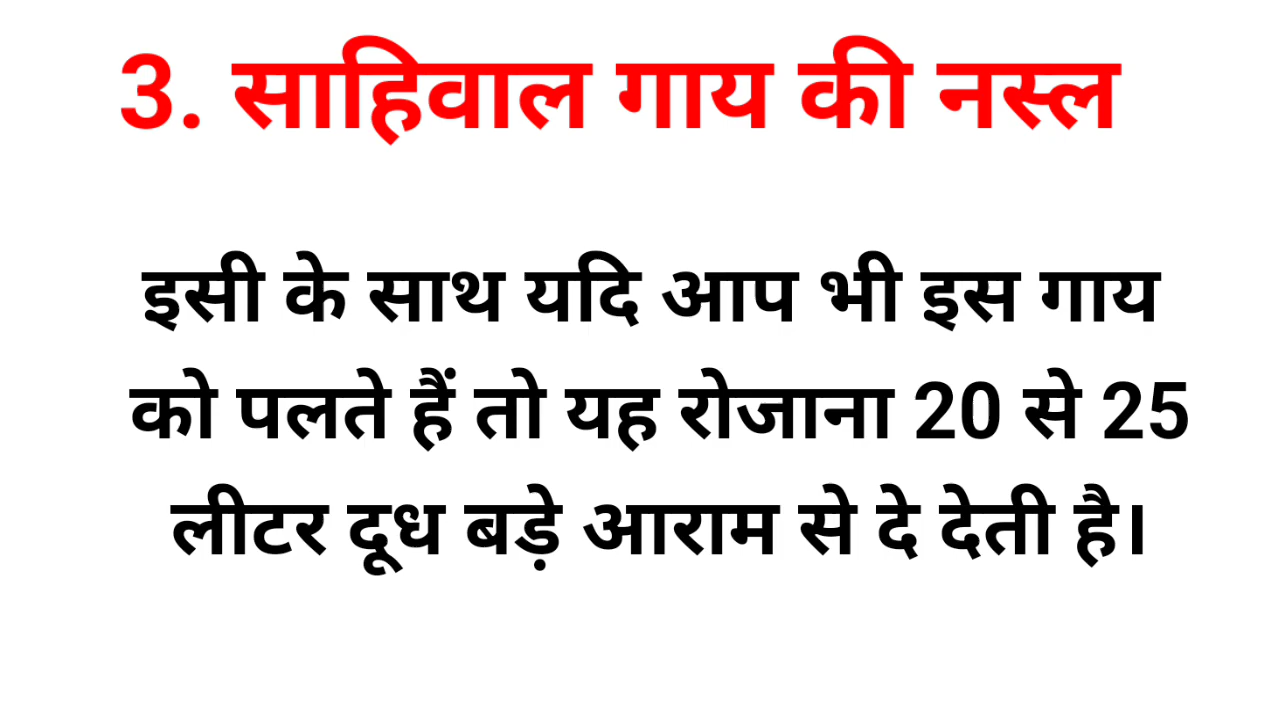 3. साहिवाल गाय की नस्ल
इसी के साथ यदि आप भी इस गाय
को पलते हैं तो यह रोजाना 20 से 25
लीटर दूध बड़े आराम से दे देती है।